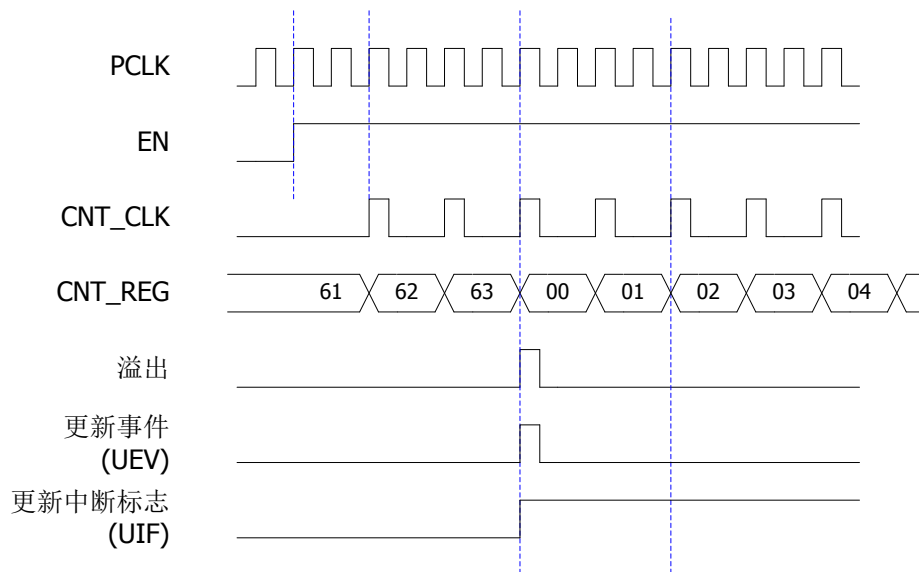 PCLK
EN
CNT_CLK
CNT_REG 61 62 63 00 01 02 03 04
溢出
更新事件
(UEV)
更新中断标志
(UIF)